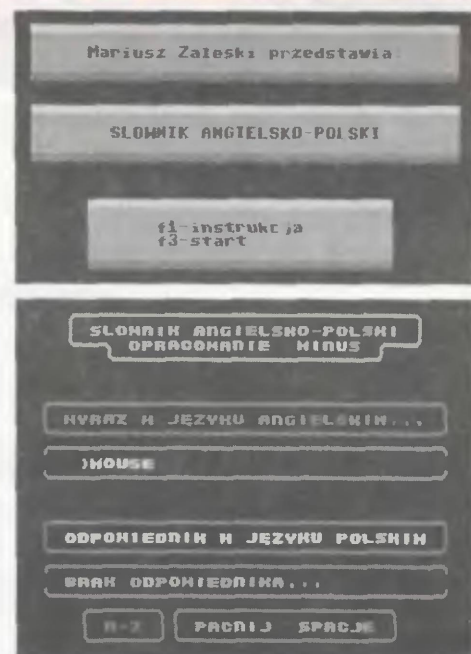 Mariusz Zaleski przedstawia
SLOWNIK ANGIELSKO-POLSKI
f1-instrukcja
f3-start
SLOWNIK ANGIELSKO-POLSKI
OPRACOWANIE MINUS
WYRAZ W JĘZYKU ANGIELSKIM...
>MOUSE
ODPOWIEDNIK W JĘZYKU POLSKIM
BRAK ODPOWIEDNIKA...
A-Z PACNIJ SPACJE